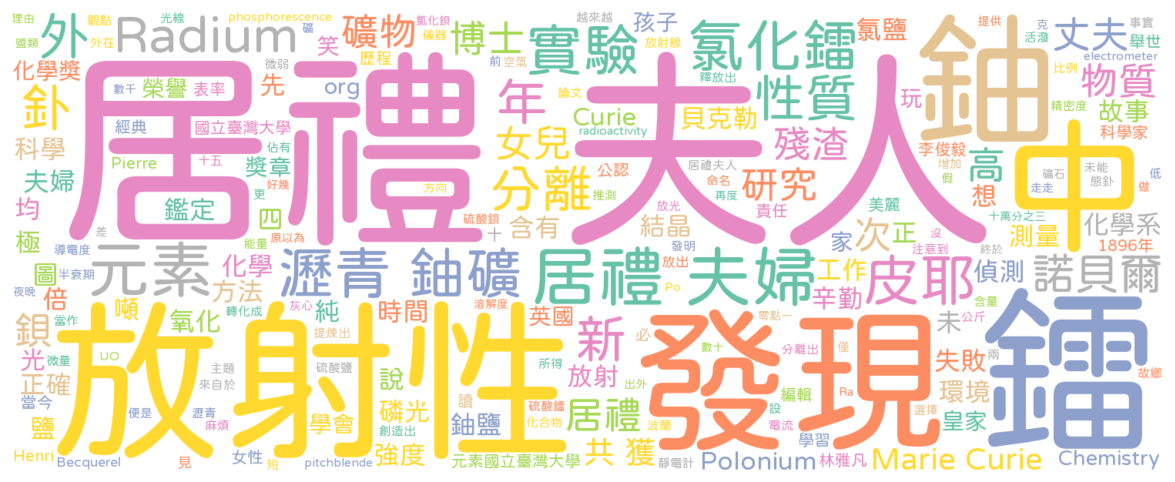 理由 觀點 phosphorescence 氯化鋇 礦 越來越 孩子 氯鹽 提供 克 事實
鹽類 外在 外 Radium 笑 礦物 儀器 博士 實驗 放射線 氯化鐳 鈾 活潑 丈夫 舉世
光線 歷程 前 空氣 釋放出 electrometer
化學獎 數千 榮譽 微弱 表率 先 org 年 論文 性質 玩 比例 物質
居禮夫人
釙 經典 國立臺灣大學 Curie 貝克勒 精密度 故事
Pierre 十五 佔有 獎章 女兒 radioactivity 殘渣 李俊毅 高 中 科學家
科學 好幾 公認 居禮夫人 增加 礦石 未能
夫婦 更 方向 分離 推測 命名 研究 假 想 走走 態釙 低 做
均 鑑定 四 硫酸鋇 含有 放光 再度 責任 美麗 十萬分之三 化學系
極 差 能量 原以為 十 結晶 發明 家 次 正 沒 測量 1896年
導電度 元素 化學 瀝青 鈾礦 居禮 夫婦 放出 工作 注意到 皮耶 偵測 終於 諾貝爾
圖 半衰期 方法 灰心 溶解度 Po 辛勤 含量
夜晚 倍 轉化成 純 時間 英國 零點一 公斤
當作 噸 氧化 提煉出 新 必 數十 分離出 僅 未 鐳
鋇 放射性 發現 兩
光 微量 UO 主題 硫酸鹽 所得 放射 失敗 故鄉
正確 來自於 說 磷光 讀 出外 編輯 Ra 環境
當今 便是 瀝青 學會 創造出 鈾鹽 硫酸鐳 居禮 設 選擇 皇家
鹽 麻煩 化合物 波蘭 電流 學習
Henri 見 女性 短 強度 共 獲 Marie Curie
Becquerel pitchblende 元素國立臺灣大學 靜電計 Polonium 林雅凡 Chemistry